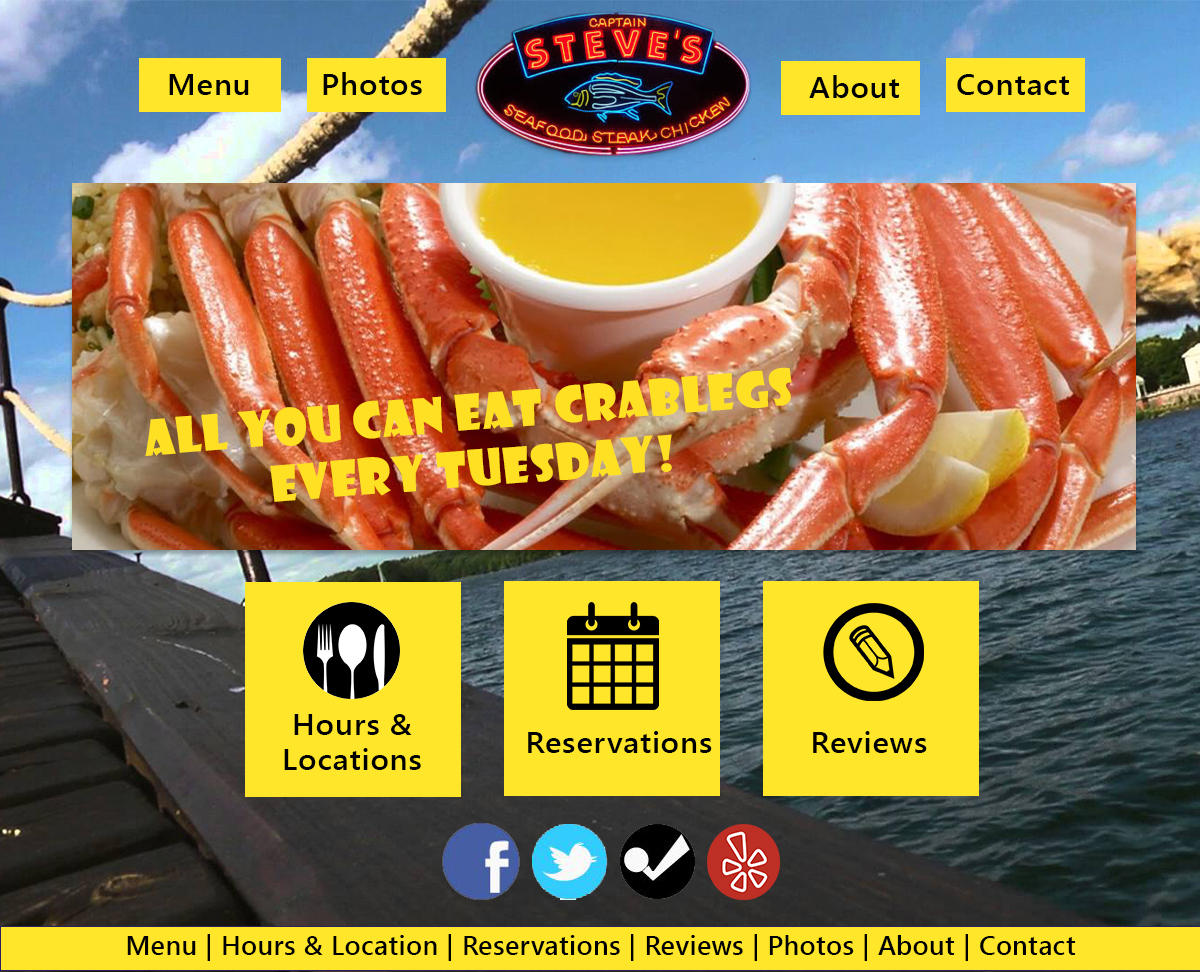 Menu
Photos
CAPTAIN
STEVE'S
SEAFOOD, STEAK, CHICKEN
About
Contact
ALL YOU CAN EAT CRABLEGS
EVERY TUESDAY!
Hours &
Locations
Reservations
Reviews
f
Menu | Hours & Location | Reservations | Reviews | Photos | About | Contact